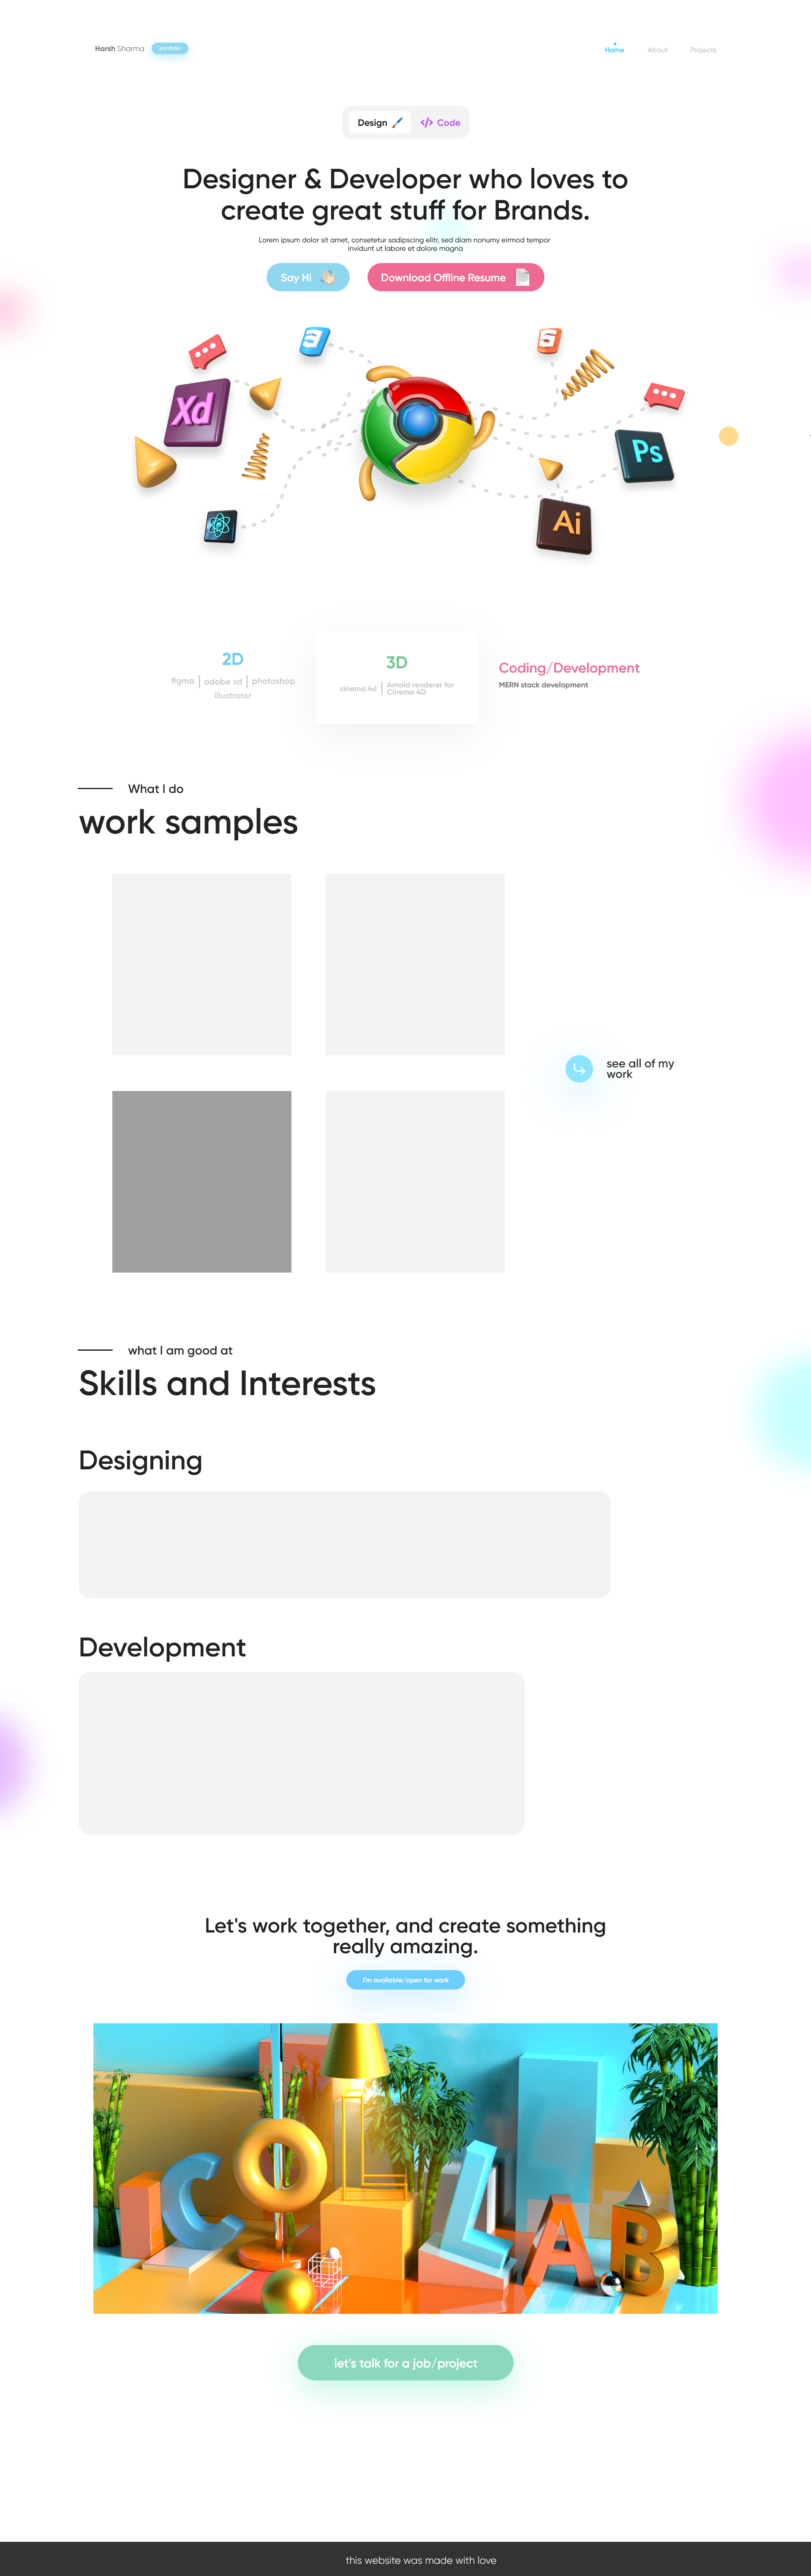 Harsh Sharma portfolio
Home About Projects
Design </> Code
Designer & Developer who loves to
create great stuff for Brands.
Lorem ipsum dolor sit amet, consetetur sadipscing elitr, sed diam nonumy eirmod tempor
invidunt ut labore et dolore magna
Say Hi Download Offline Resume
3 5
Xd
Ps
Ai
2D
figma | adobe xd | photoshop
illustrator
3D
cinema 4d | Arnold renderer for
Cinema 4D
Coding/Development
MERN stack development
What I do
work samples
see all of my
work
what I am good at
Skills and Interests
Designing
Development
Let's work together, and create something
really amazing.
I'm available/open for work
COLLAB
let's talk for a job/project
this website was made with love